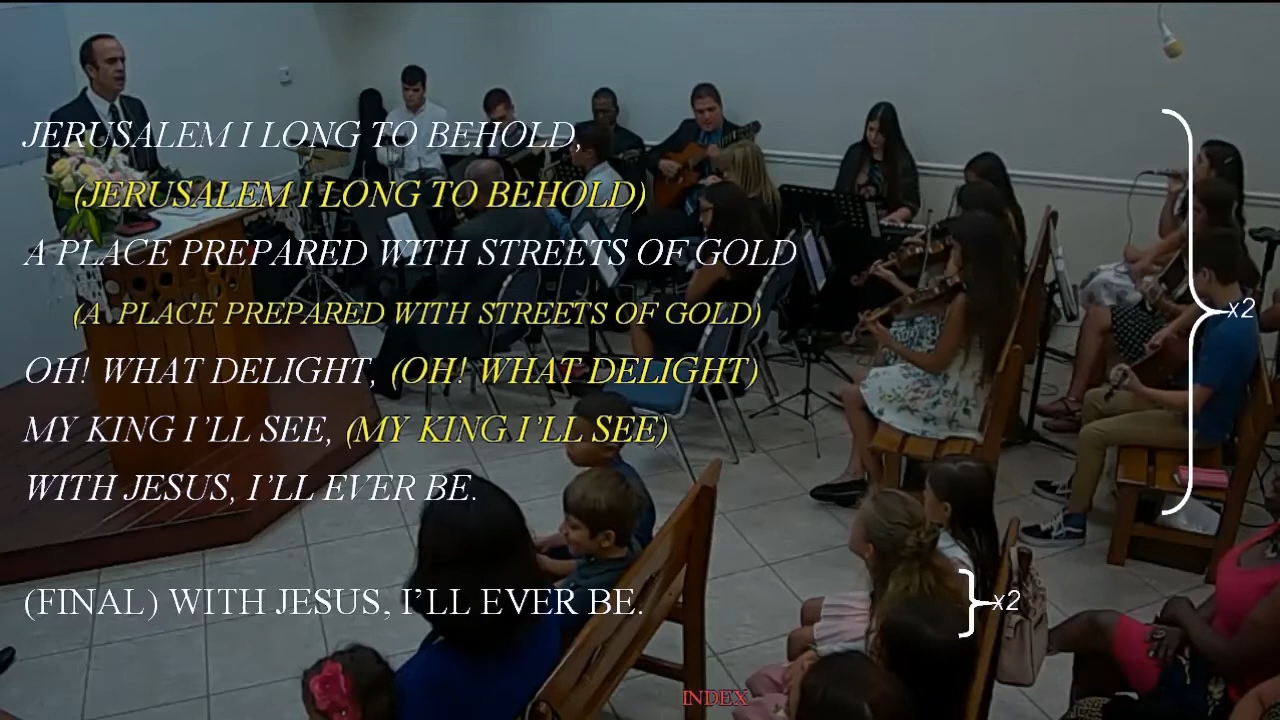 JERUSALEM I LONG TO BEHOLD,
(JERUSALEM I LONG TO BEHOLD)
A PLACE PREPARED WITH STREETS OF GOLD
(A PLACE PREPARED WITH STREETS OF GOLD)
OH! WHAT DELIGHT, (OH! WHAT DELIGHT)
MY KING I’LL SEE, (MY KING I’LL SEE)
WITH JESUS, I’LL EVER BE.
x2
(FINAL) WITH JESUS, I’LL EVER BE.
x2
INDEX